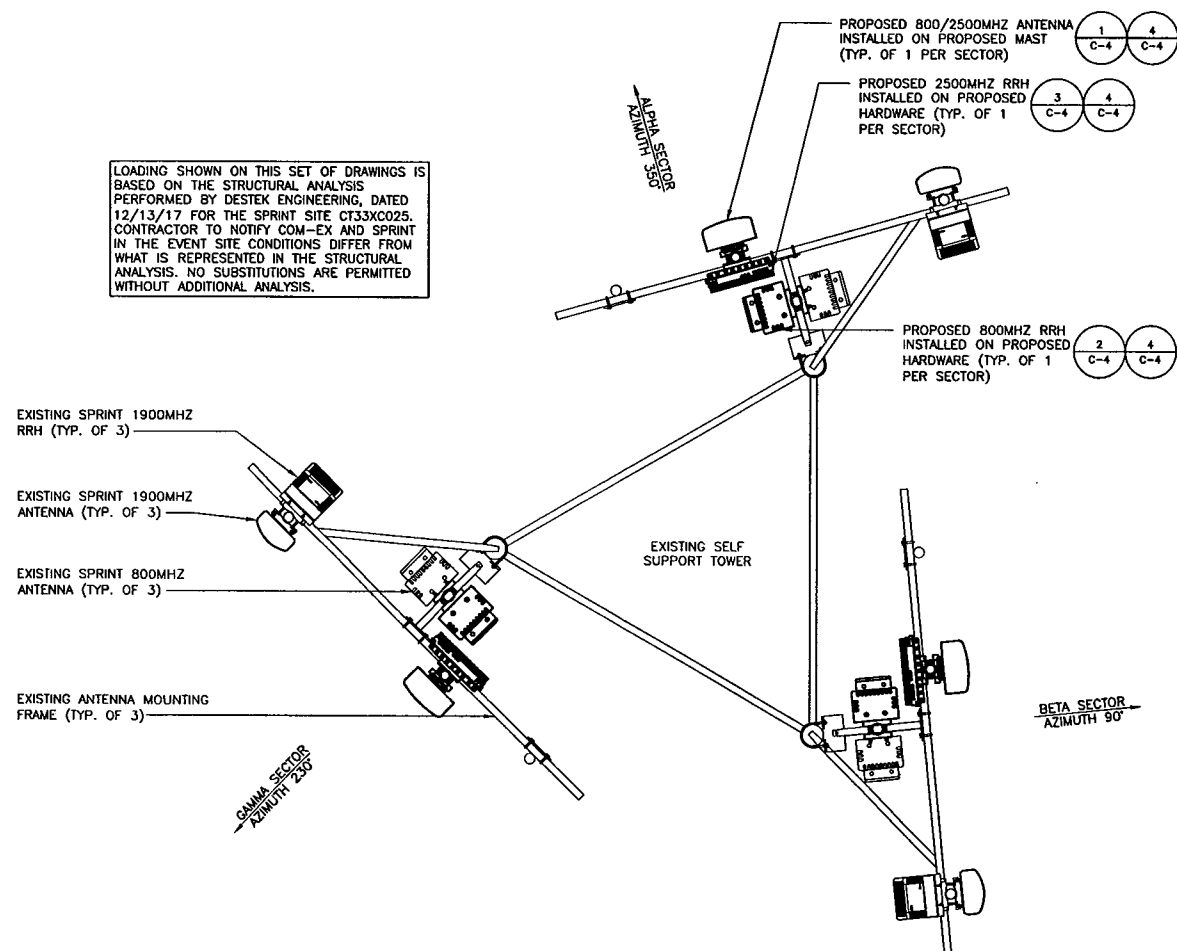 PROPOSED 800/2500MHZ ANTENNA
INSTALLED ON PROPOSED MAST
(TYP. OF 1 PER SECTOR)
1
C-4
4
C-4
PROPOSED 2500MHZ RRH
INSTALLED ON PROPOSED
HARDWARE (TYP. OF 1
PER SECTOR)
3
C-4
4
C-4
ALPHA SECTOR
AZIMUTH 350°
LOADING SHOWN ON THIS SET OF DRAWINGS IS
BASED ON THE STRUCTURAL ANALYSIS
PERFORMED BY DESTEK ENGINEERING, DATED
12/13/17 FOR THE SPRINT SITE CT33XC025.
CONTRACTOR TO NOTIFY COM-EX AND SPRINT
IN THE EVENT SITE CONDITIONS DIFFER FROM
WHAT IS REPRESENTED IN THE STRUCTURAL
ANALYSIS. NO SUBSTITUTIONS ARE PERMITTED
WITHOUT ADDITIONAL ANALYSIS.
PROPOSED 800MHZ RRH
INSTALLED ON PROPOSED
HARDWARE (TYP. OF 1
PER SECTOR)
2
C-4
4
C-4
EXISTING SPRINT 1900MHZ
RRH (TYP. OF 3)
EXISTING SPRINT 1900MHZ
ANTENNA (TYP. OF 3)
EXISTING SPRINT 800MHZ
ANTENNA (TYP. OF 3)
EXISTING ANTENNA MOUNTING
FRAME (TYP. OF 3)
EXISTING SELF
SUPPORT TOWER
BETA SECTOR
AZIMUTH 90°
GAMMA SECTOR
AZIMUTH 230°